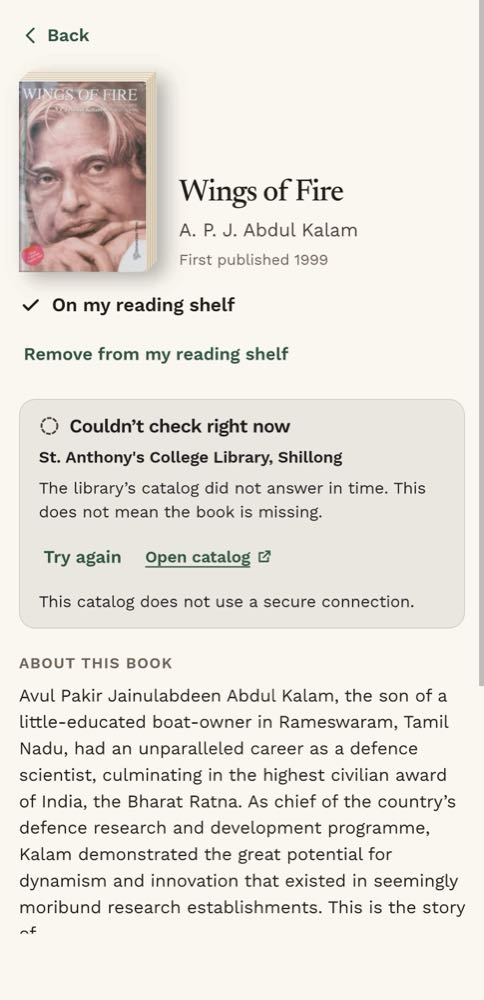 Back
WINGS OF FIRE
Wings of Fire
A. P. J. Abdul Kalam
First published 1999
On my reading shelf
Remove from my reading shelf
Couldn’t check right now
St. Anthony's College Library, Shillong
The library’s catalog did not answer in time. This
does not mean the book is missing.
Try again
Open catalog
This catalog does not use a secure connection.
ABOUT THIS BOOK
Avul Pakir Jainulabdeen Abdul Kalam, the son of a
little-educated boat-owner in Rameswaram, Tamil
Nadu, had an unparalleled career as a defence
scientist, culminating in the highest civilian award
of India, the Bharat Ratna. As chief of the country’s
defence research and development programme,
Kalam demonstrated the great potential for
dynamism and innovation that existed in seemingly
moribund research establishments. This is the story
of